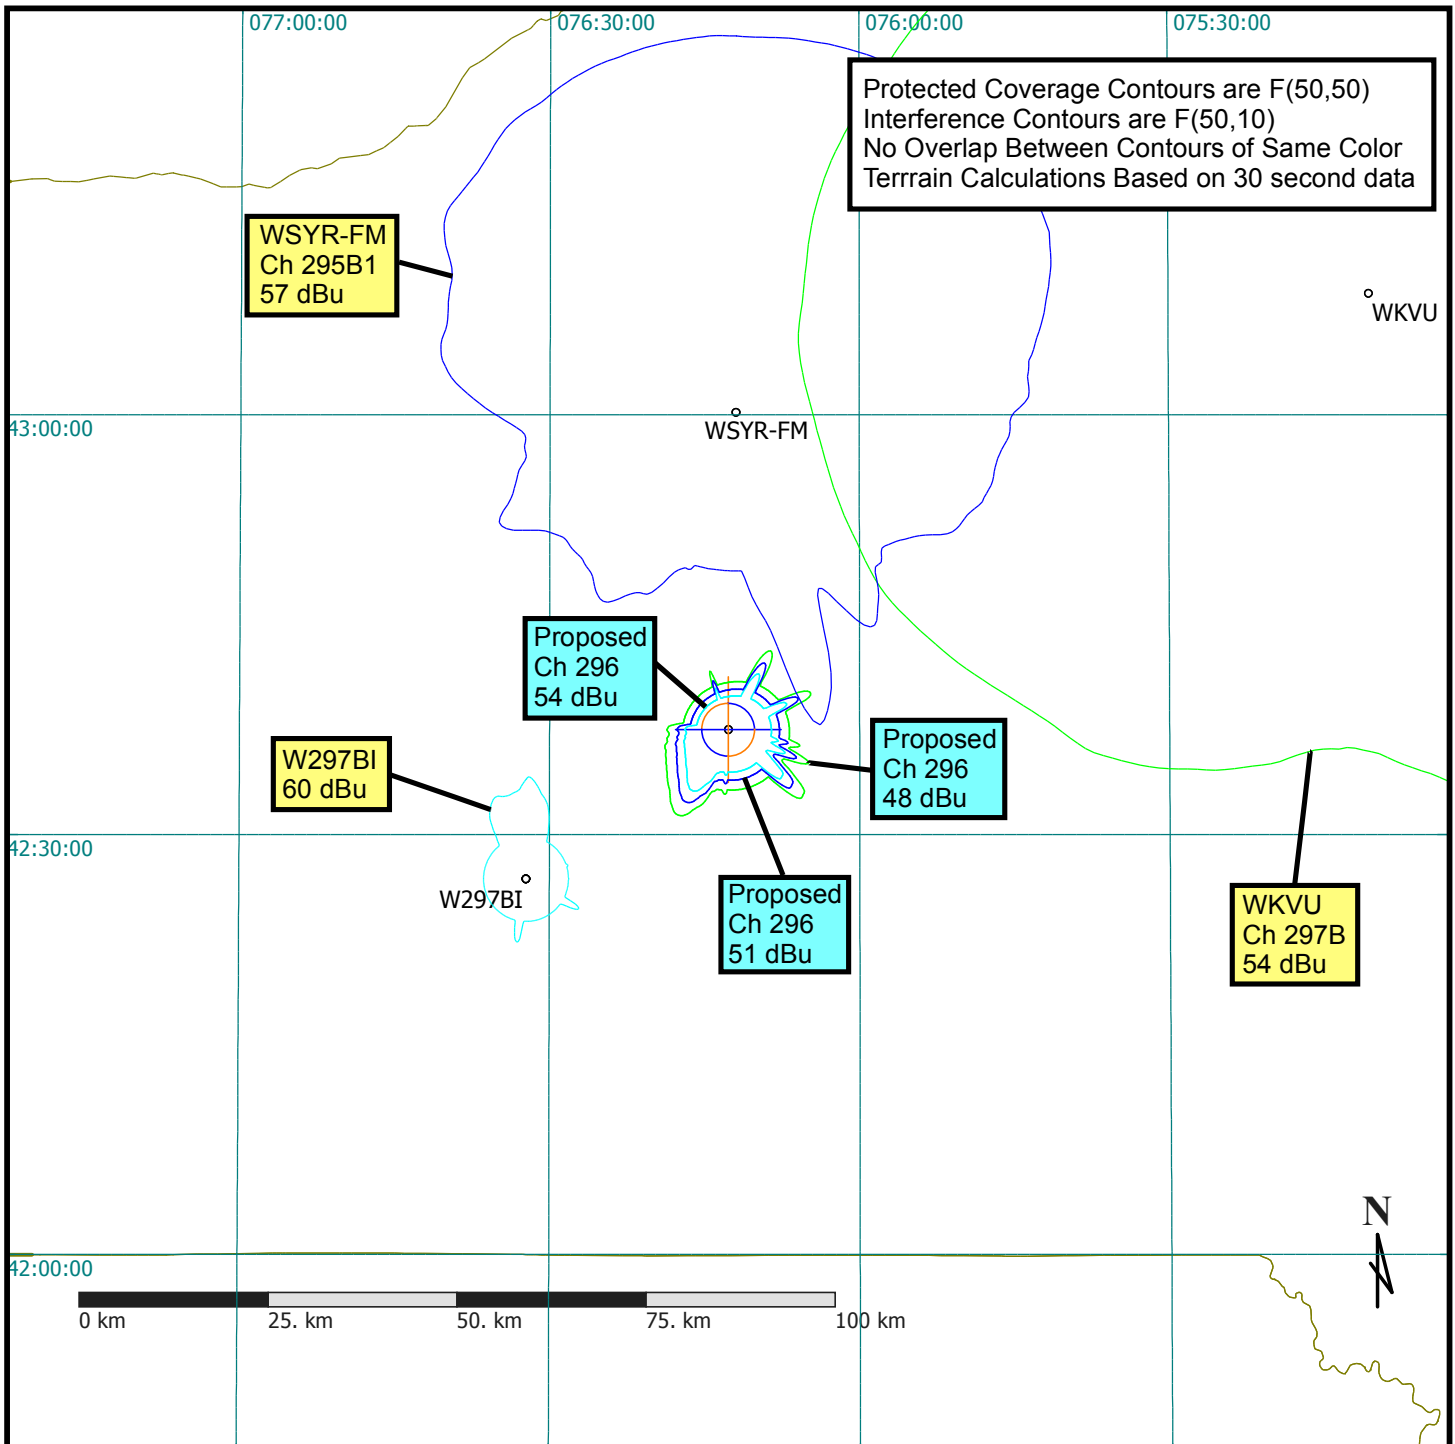 077:00:00
076:30:00
076:00:00
075:30:00
Protected Coverage Contours are F(50,50)
Interference Contours are F(50,10)
No Overlap Between Contours of Same Color
Terrrain Calculations Based on 30 second data
WSYR-FM
Ch 295B1
57 dBu
WKVU
43:00:00
WSYR-FM
Proposed
Ch 296
54 dBu
W297BI
60 dBu
Proposed
Ch 296
48 dBu
42:30:00
W297BI
Proposed
Ch 296
51 dBu
WKVU
Ch 297B
54 dBu
N
42:00:00
0 km
25. km
50. km
75. km
100 km